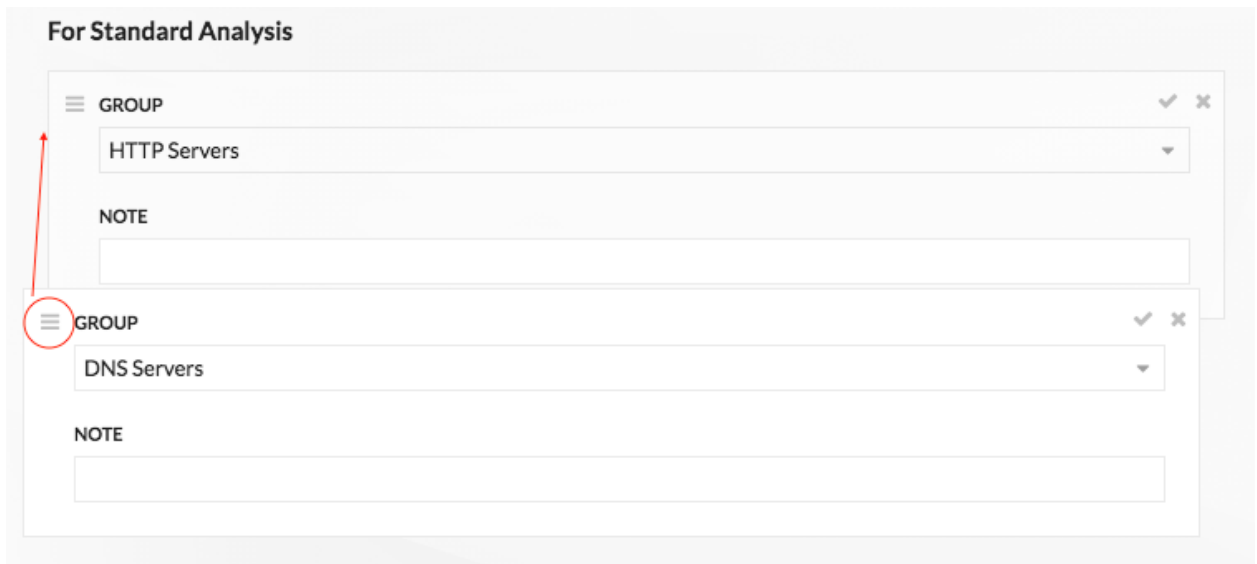 For Standard Analysis
GROUP
HTTP Servers
NOTE
GROUP
DNS Servers
NOTE